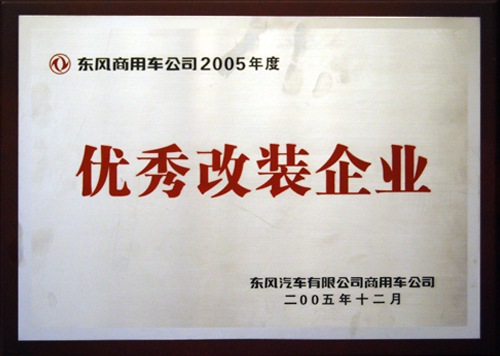 东风商用车公司2005年度
优秀改装企业
东风汽车有限公司商用车公司
二00五年十二月